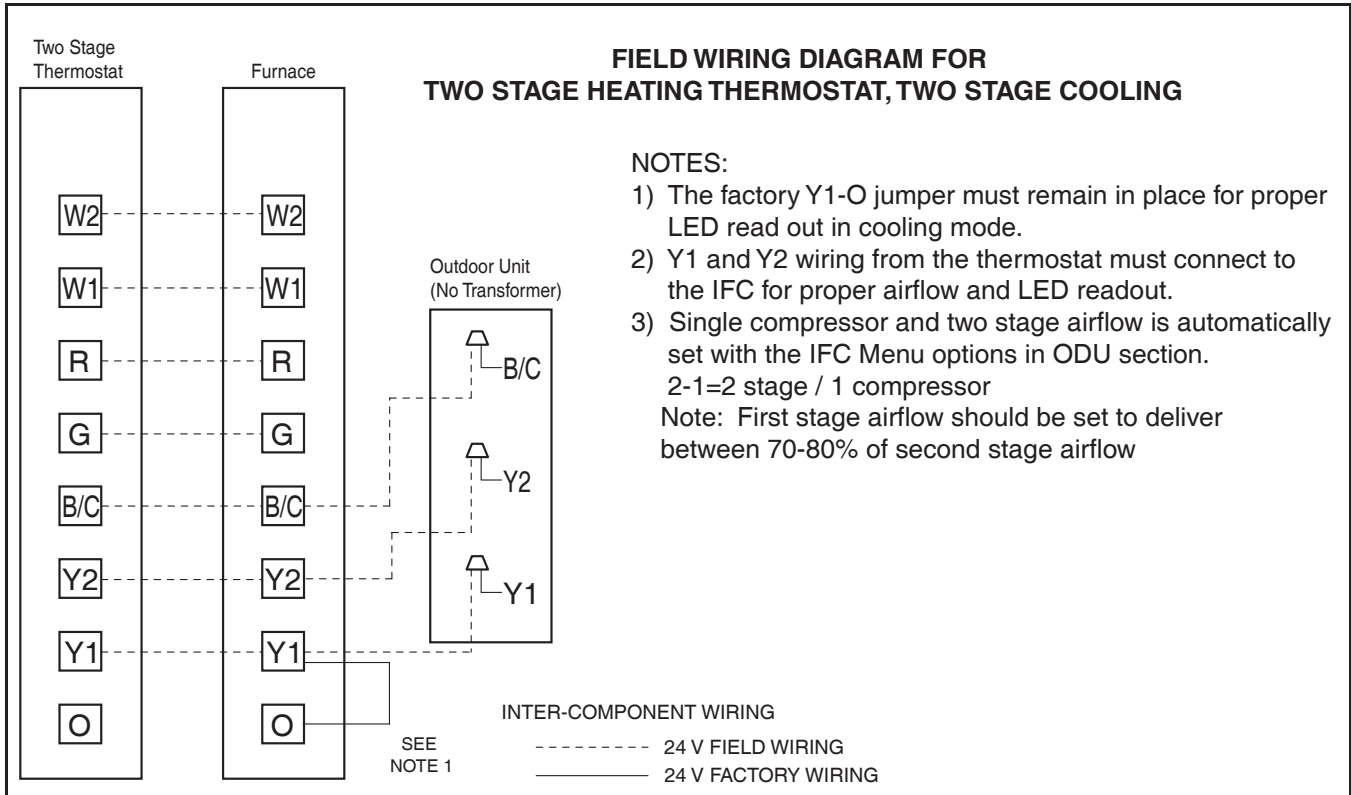 FIELD WIRING DIAGRAM FOR
TWO STAGE HEATING THERMOSTAT, TWO STAGE COOLING
Two Stage
Thermostat
W2
W1
R
G
B/C
Y2
Y1
O
Furnace
W2
W1
R
G
B/C
Y2
Y1
O
Outdoor Unit
(No Transformer)
B/C
Y2
Y1
NOTES:
1) The factory Y1-O jumper must remain in place for proper
LED read out in cooling mode.
2) Y1 and Y2 wiring from the thermostat must connect to
the IFC for proper airflow and LED readout.
3) Single compressor and two stage airflow is automatically
set with the IFC Menu options in ODU section.
2-1=2 stage / 1 compressor
Note: First stage airflow should be set to deliver
between 70-80% of second stage airflow
SEE
NOTE 1
INTER-COMPONENT WIRING
24 V FIELD WIRING
24 V FACTORY WIRING